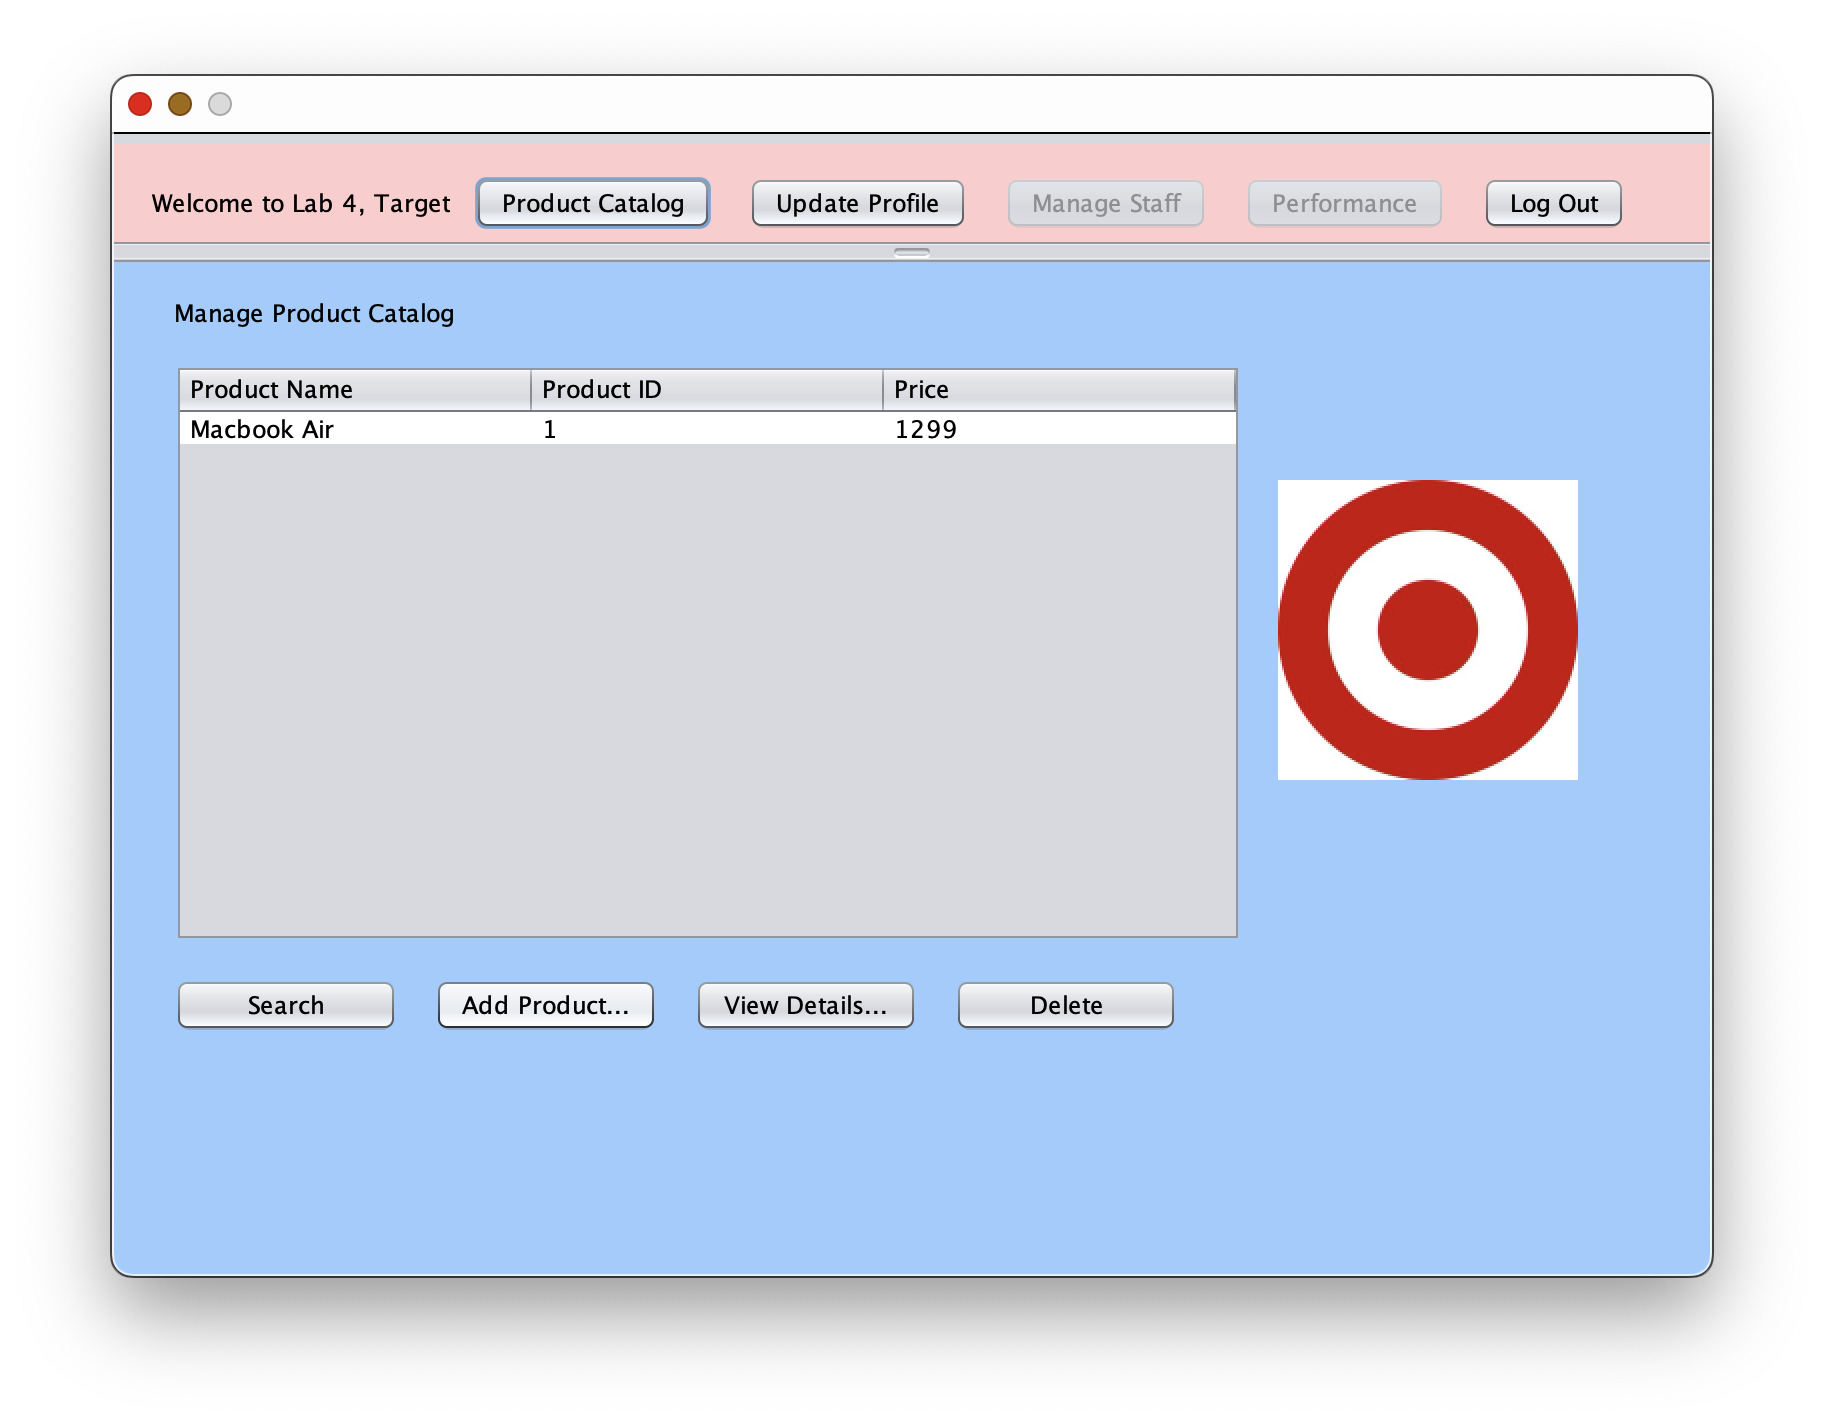 Welcome to Lab 4, Target Product Catalog Update Profile Manage Staff Performance Log Out
Manage Product Catalog
Product Name Product ID Price
Macbook Air 1 1299
Search Add Product... View Details... Delete